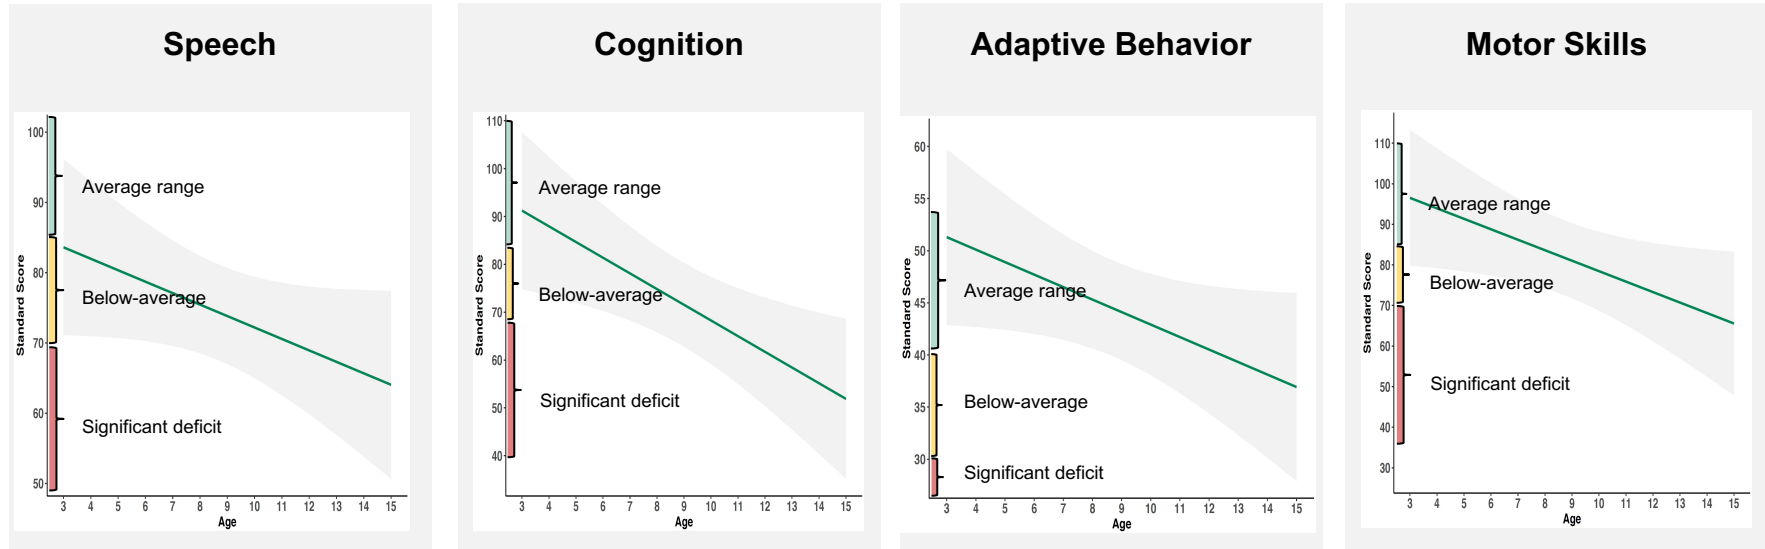 Speech
Cognition
Adaptive Behavior
Motor Skills
Standard Score
100
90
80
70
60
50
Average range
Below-average
Significant deficit
3 4 5 6 7 8 9 10 11 12 13 14 15
Age
Standard Score
110
100
90
80
70
60
50
40
Average range
Below-average
Significant deficit
3 4 5 6 7 8 9 10 11 12 13 14 15
Age
Standard Score
60
55
50
45
40
35
30
Average range
Below-average
Significant deficit
3 4 5 6 7 8 9 10 11 12 13 14 15
Age
Standard Score
110
100
90
80
70
60
50
40
30
Average range
Below-average
Significant deficit
3 4 5 6 7 8 9 10 11 12 13 14 15
Age